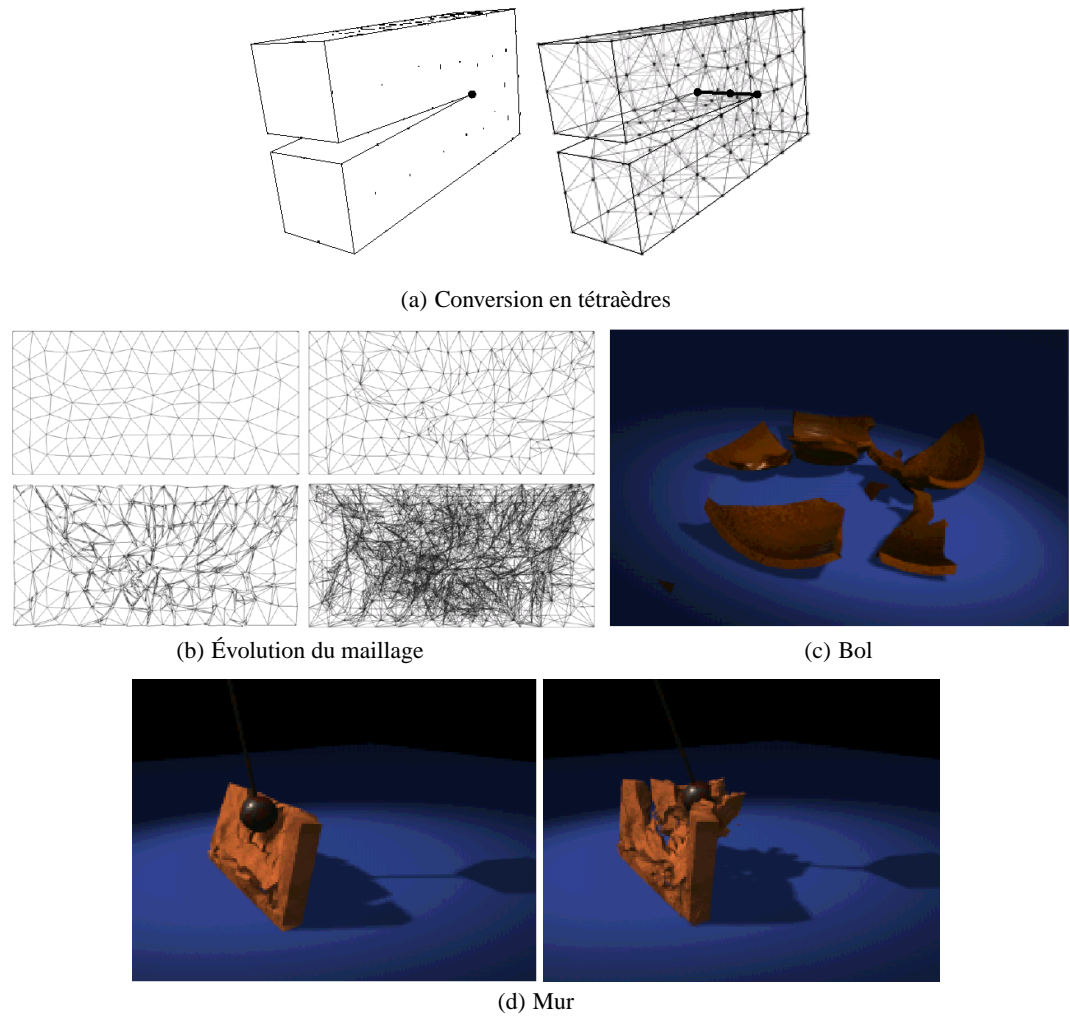 (a) Conversion en tétraèdres
(b) Évolution du maillage
(c) Bol
(d) Mur